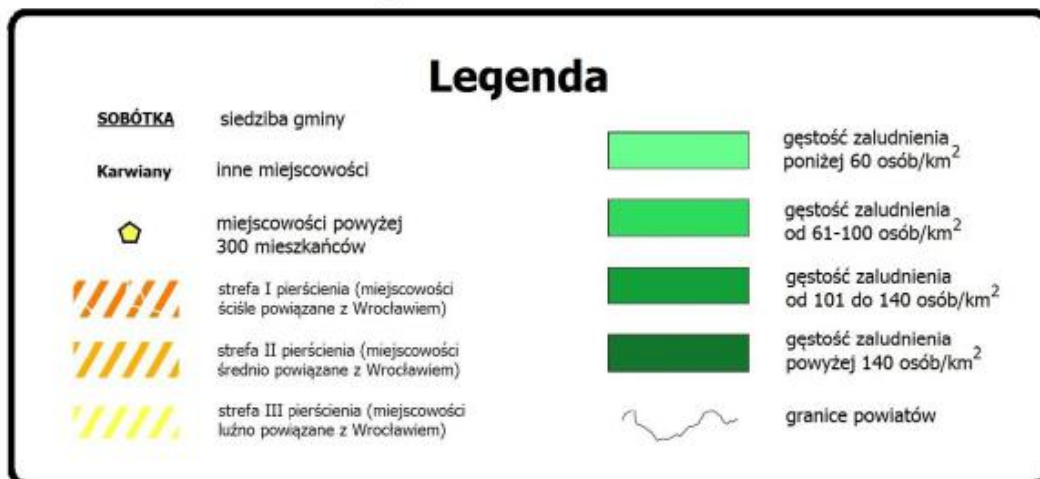 Legenda
SOBÓTKA siedziba gminy
Karwiany inne miejscowości
miejscowości powyżej
300 mieszkańców
strefa I pierścienia (miejscowości
ściśle powiązane z Wrocławiem)
strefa II pierścienia (miejscowości
średnio powiązane z Wrocławiem)
strefa III pierścienia (miejscowości
luźno powiązane z Wrocławiem)
gęstość zaludnienia
poniżej 60 osób/km²
gęstość zaludnienia
od 61-100 osób/km²
gęstość zaludnienia
od 101 do 140 osób/km²
gęstość zaludnienia
powyżej 140 osób/km²
granice powiatów